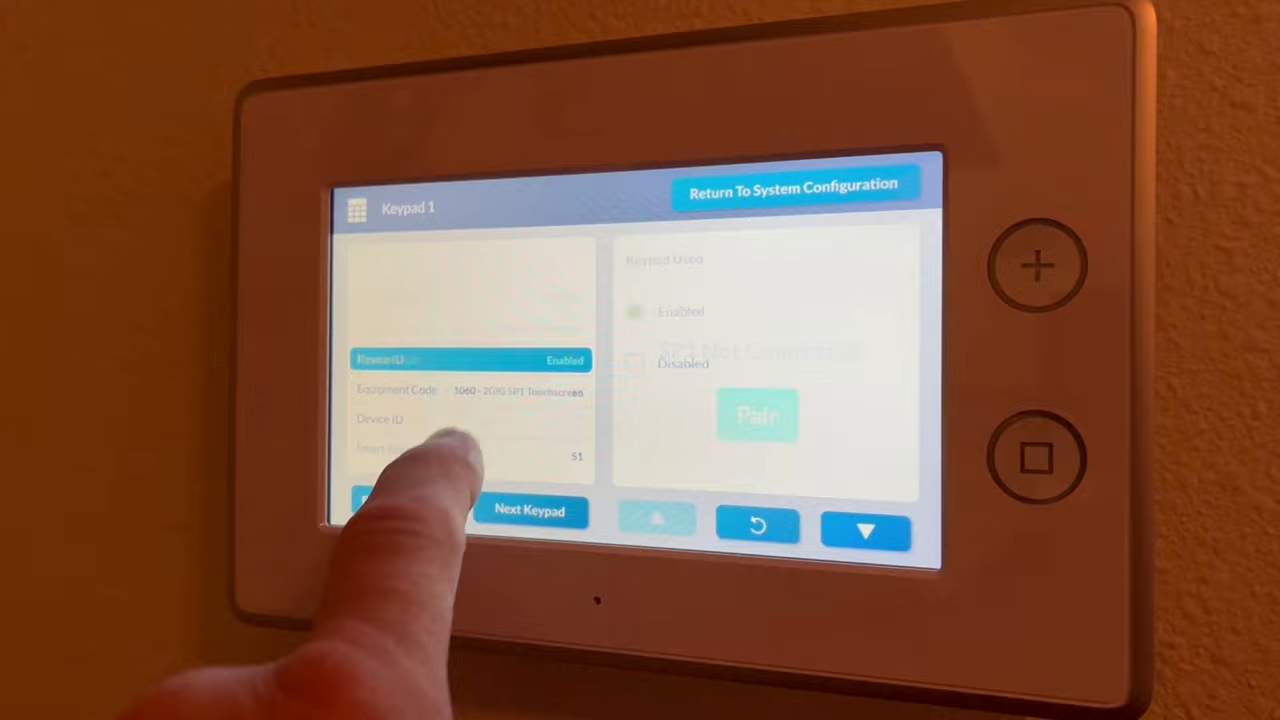 Keypad 1
Return To System Configuration
Enabled
Equipment Code 1060 - 2GIG SP1 Touchscreen
Device ID
51
Next Keypad
Keypad Used
Enabled
Disabled
Pair